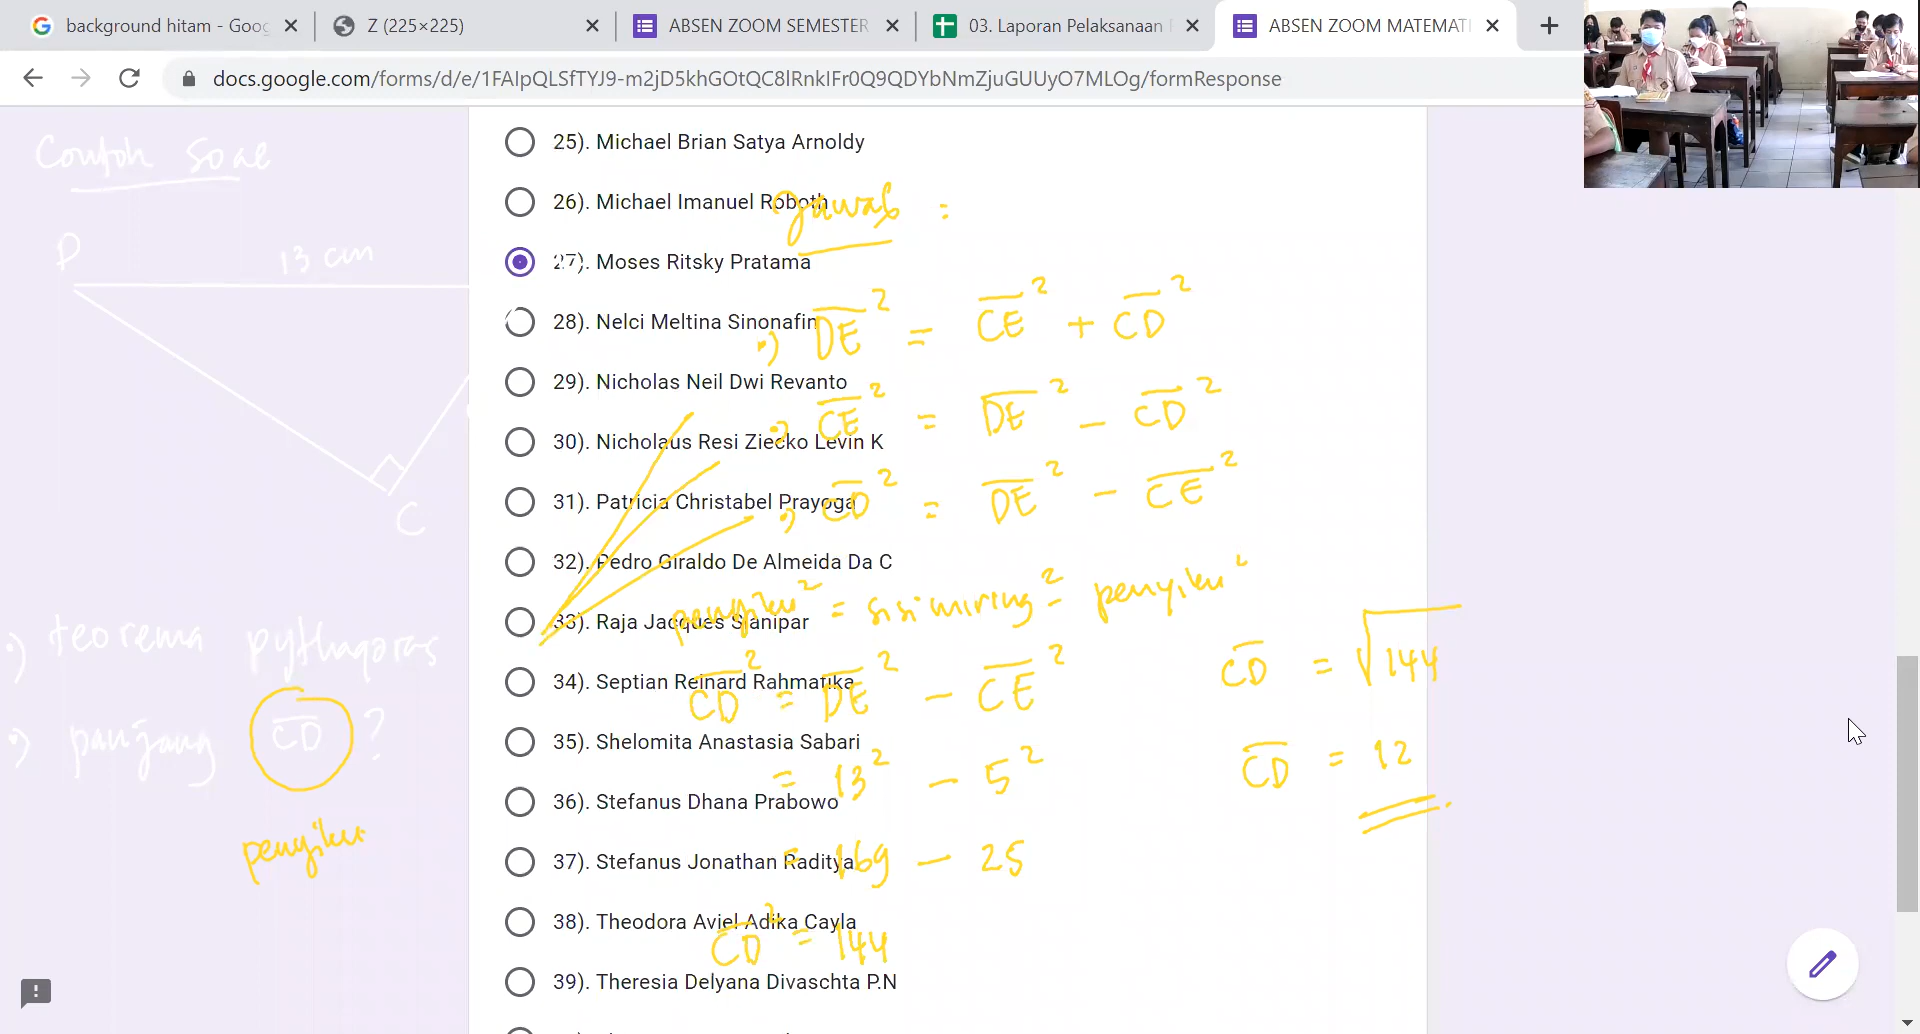 background hitam - Goog
Z (225×225)
ABSEN ZOOM SEMESTER
03. Laporan Pelaksanaan
ABSEN ZOOM MATEMATI
docs.google.com/forms/d/e/1FAIpQLSfTYJ9-m2jD5khGOtQC8lRnkIFr0Q9QDYbNmZjuGUUyO7MLOg/formResponse
Contoh Soal
D
13 cm
C
•) teorema pythagoras
•) panjang CD ?
penyiku
25). Michael Brian Satya Arnoldy
26). Michael Imanuel Roboth
27). Moses Ritsky Pratama
28). Nelci Meltina Sinonafin
29). Nicholas Neil Dwi Revanto
30). Nicholaus Resi Ziecko Levin K
31). Patricia Christabel Prayoga
32). Pedro Giraldo De Almeida Da C
33). Raja Jacques Sianipar
34). Septian Reinard Rahmatika
35). Shelomita Anastasia Sabari
36). Stefanus Dhana Prabowo
37). Stefanus Jonathan Raditya
38). Theodora Aviel Adika Cayla
39). Theresia Delyana Divaschta P.N
Jawab :
•) DE² = CE² + CD²
•) CE² = DE² − CD²
•) CD² = DE² − CE²
penyiku² = sisi miring² − penyiku²
CD² = DE² − CE²
= 13² − 5²
= 169 − 25
CD² = 144
CD = √144
CD = 12